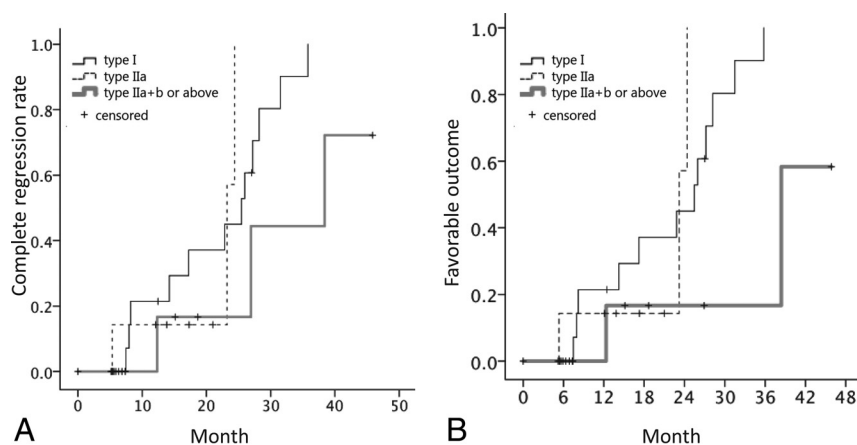 Complete regression rate
1.0
0.8
0.6
0.4
0.2
0.0
type I
type IIa
type IIa+b or above
+ censored
0 10 20 30 40 50
Month
A
Favorable outcome
1.0
0.8
0.6
0.4
0.2
0.0
type I
type IIa
type IIa+b or above
+ censored
0 6 12 18 24 30 36 42 48
Month
B